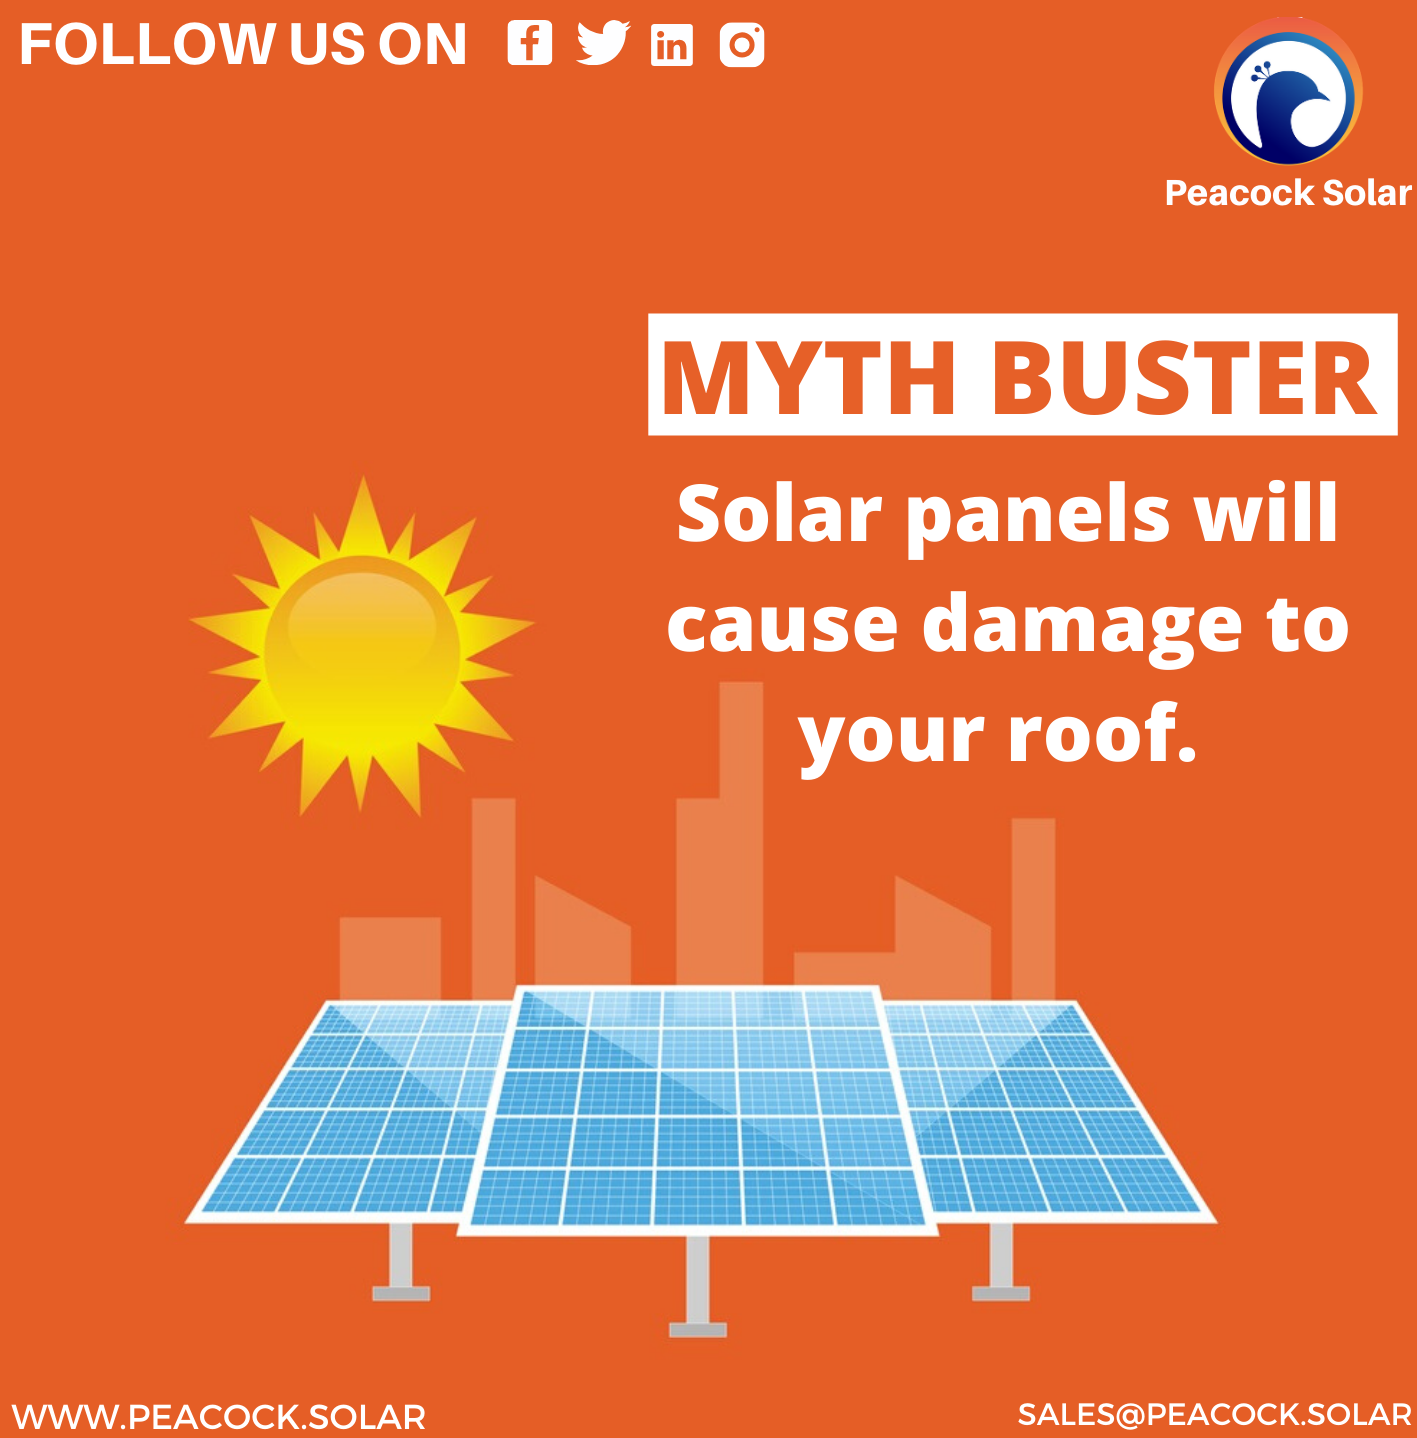 FOLLOW US ON
Peacock Solar
MYTH BUSTER
Solar panels will
cause damage to
your roof.
WWW.PEACOCK.SOLAR
SALES@PEACOCK.SOLAR